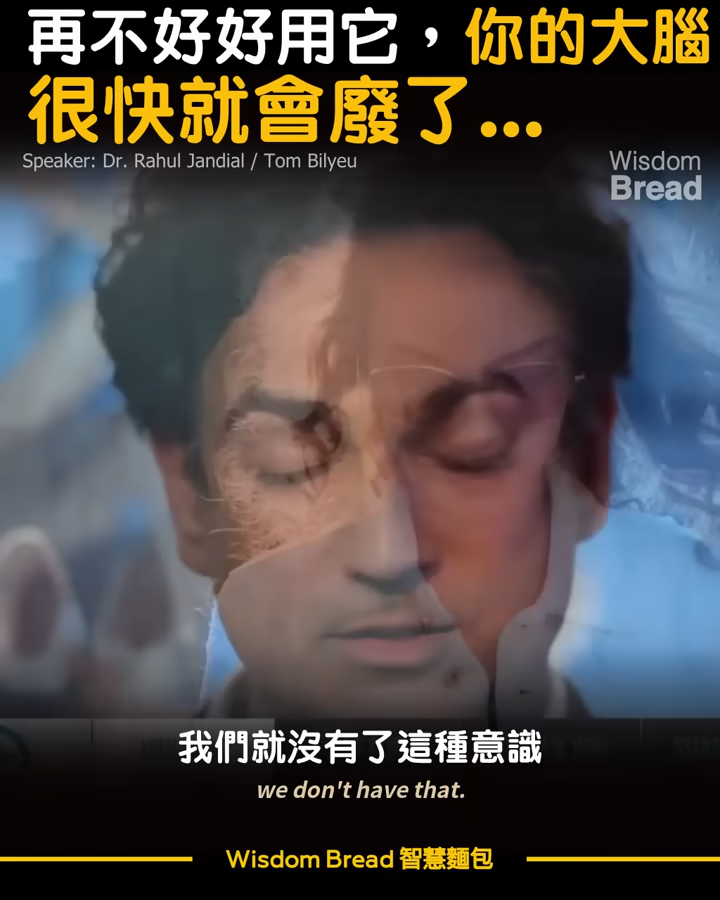 再不好好用它，你的大腦
很快就會廢了...
Speaker: Dr. Rahul Jandial / Tom Bilyeu
Wisdom
Bread
我們就沒有了這種意識
we don't have that.
Wisdom Bread 智慧麵包